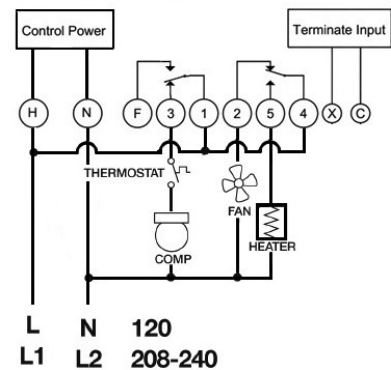 Control Power
Terminate Input
H N F 3 1 2 5 4 X C
THERMOSTAT
FAN
HEATER
COMP
L N 120
L1 L2 208-240